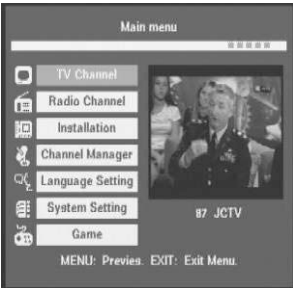 Main menu
TV Channel
Radio Channel
Installation
Channel Manager
Language Setting
System Setting
Game
87 JCTV
MENU: Previes. EXIT: Exit Menu.